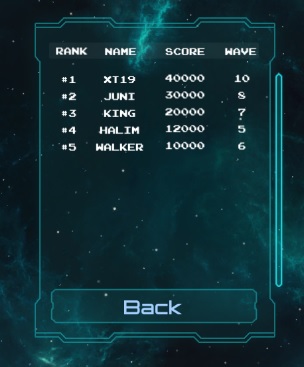 RANK NAME SCORE WAVE
#1 XT19 40000 10
#2 JUNI 30000 8
#3 KING 20000 7
#4 HALIM 12000 5
#5 WALKER 10000 6
Back